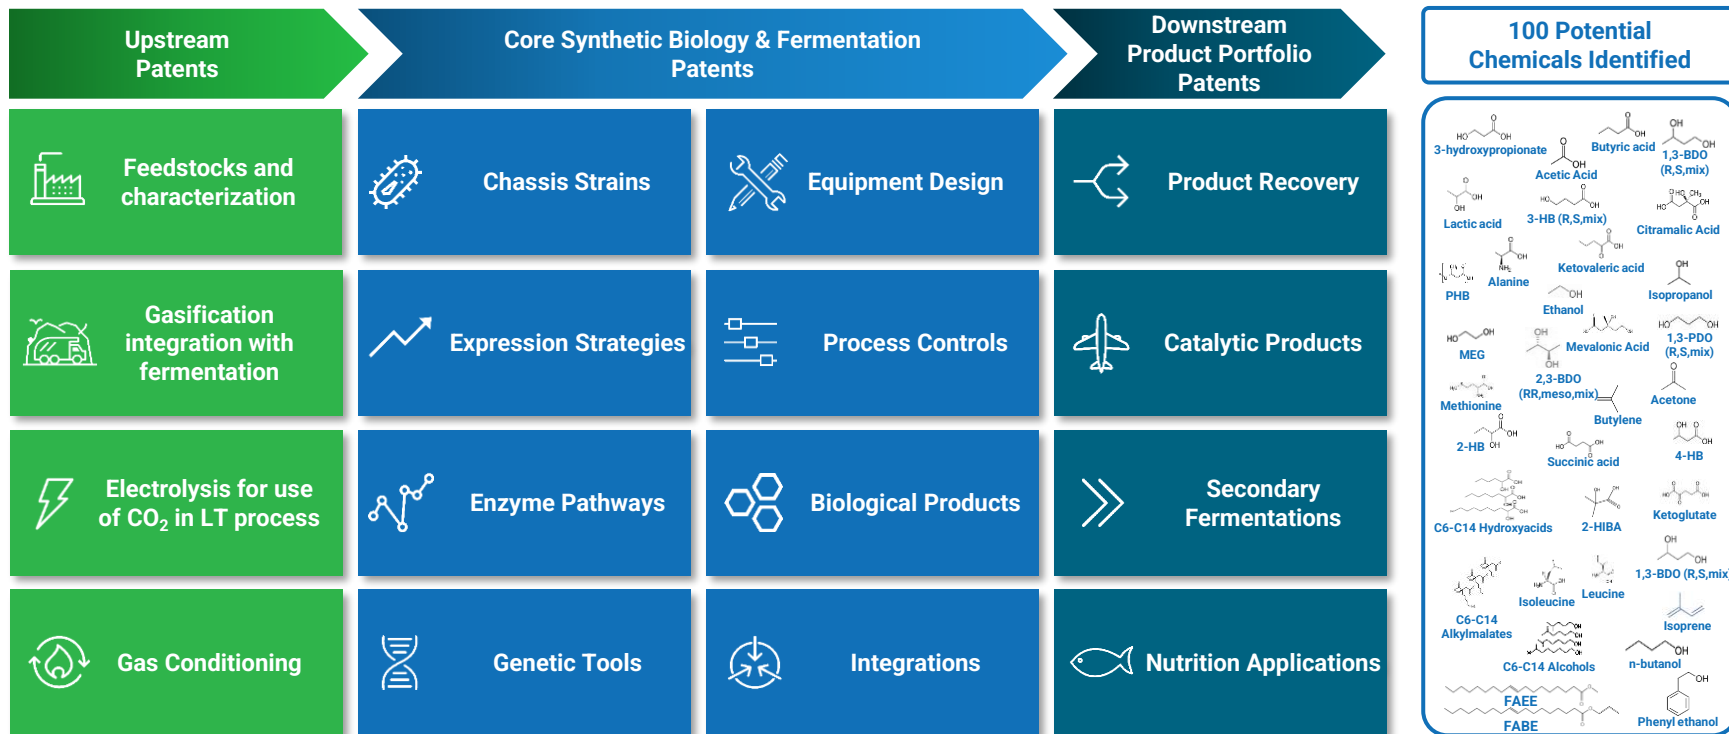 Upstream
Patents
Core Synthetic Biology & Fermentation
Patents
Downstream
Product Portfolio
Patents
100 Potential
Chemicals Identified
Feedstocks and
characterization
Chassis Strains
Equipment Design
Product Recovery
Gasification
integration with
fermentation
Expression Strategies
Process Controls
Catalytic Products
Electrolysis for use
of CO₂ in LT process
Enzyme Pathways
Biological Products
Secondary
Fermentations
Gas Conditioning
Genetic Tools
Integrations
Nutrition Applications
3-hydroxypropionate
Acetic Acid
Butyric acid
1,3-BDO
(R,S,mix)
Lactic acid
3-HB (R,S,mix)
Citramalic Acid
PHB
Alanine
Ketovaleric acid
Isopropanol
Ethanol
MEG
2,3-BDO
(RR,meso,mix)
Mevalonic Acid
1,3-PDO
(R,S,mix)
Methionine
Butylene
Acetone
2-HB
Succinic acid
4-HB
C6-C14 Hydroxyacids
2-HIBA
Ketoglutate
1,3-BDO (R,S,mix)
C6-C14
Alkylmalates
Isoleucine
Leucine
Isoprene
C6-C14 Alcohols
n-butanol
FAEE
FABE
Phenyl ethanol